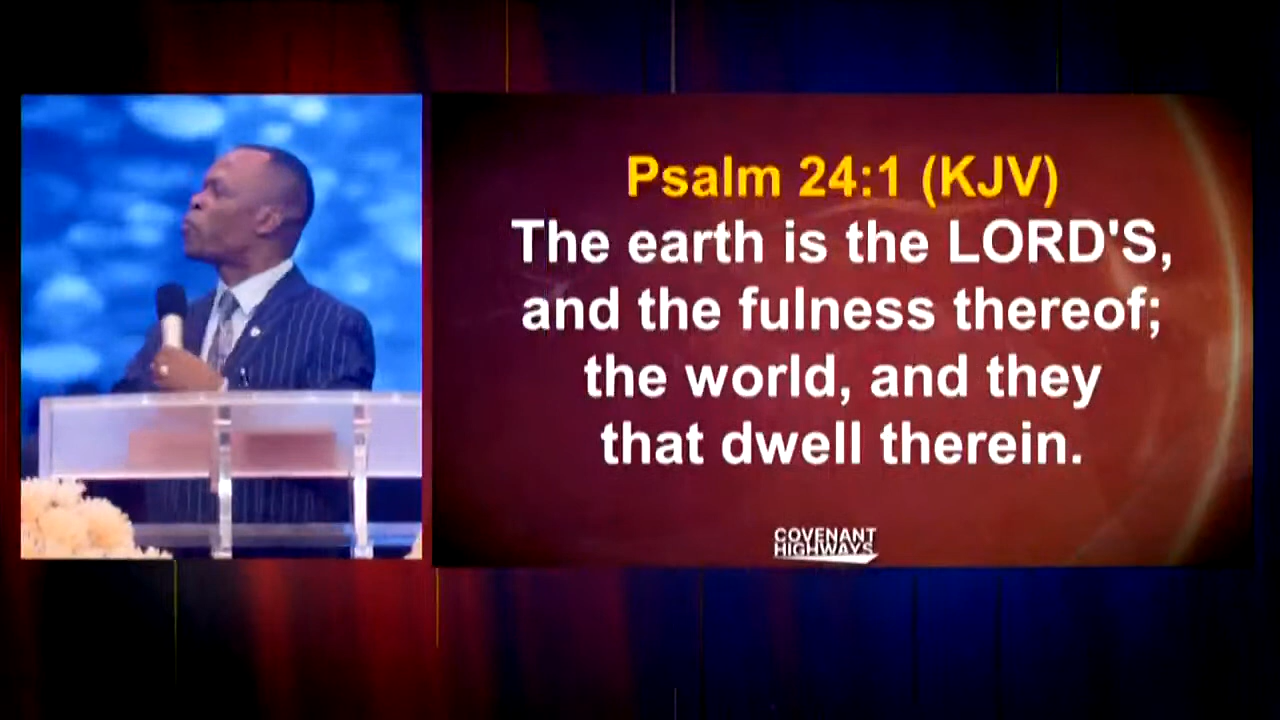 Psalm 24:1 (KJV)
The earth is the LORD'S,
and the fulness thereof;
the world, and they
that dwell therein.
COVENANT
HIGHWAYS